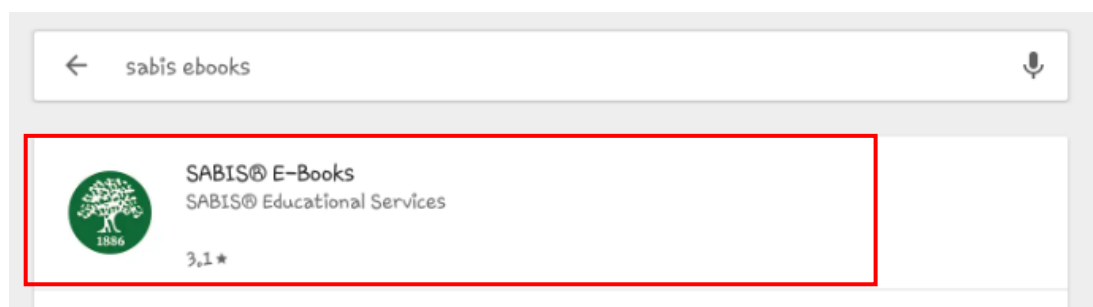 sabis ebooks
SABIS® E-Books
SABIS® Educational Services
1886
3,1★